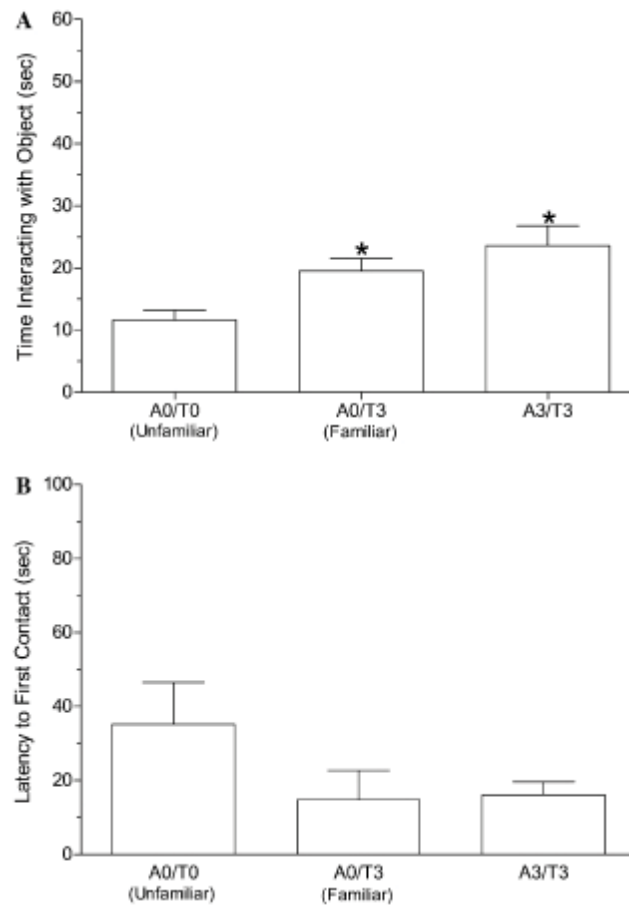 A
Time Interacting with Object (sec)
60
50
40
30
20
10
0
*
*
A0/T0
(Unfamiliar)
A0/T3
(Familiar)
A3/T3
B
Latency to First Contact (sec)
100
80
60
40
20
0
A0/T0
(Unfamiliar)
A0/T3
(Familiar)
A3/T3